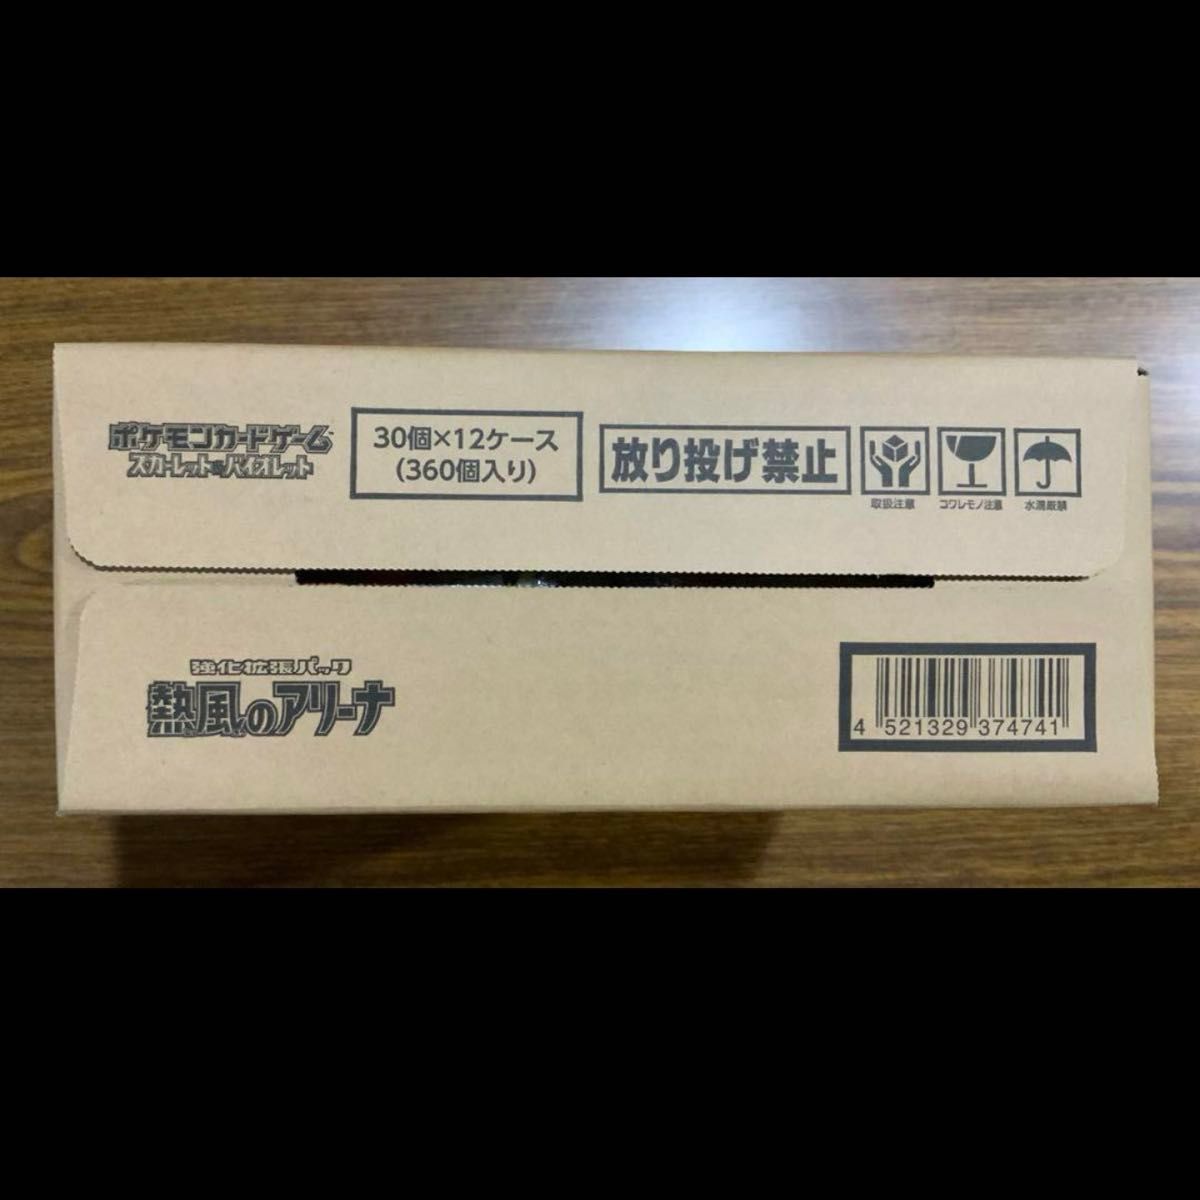 ポケモンカードゲーム
スカーレット&バイオレット
30個×12ケース
(360個入り)
放り投げ禁止
取扱注意
コワレモノ注意
水濡厳禁
強化拡張パック
熱風のアリーナ
4 521329 374741